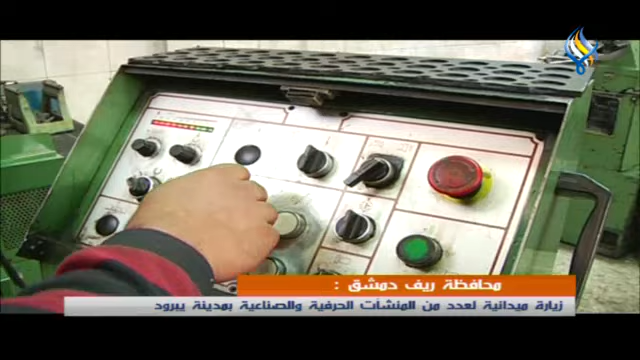 محافظة ريف دمشق :
زيارة ميدانية لعدد من المنشآت الحرفية والصناعية بمدينة يبرود